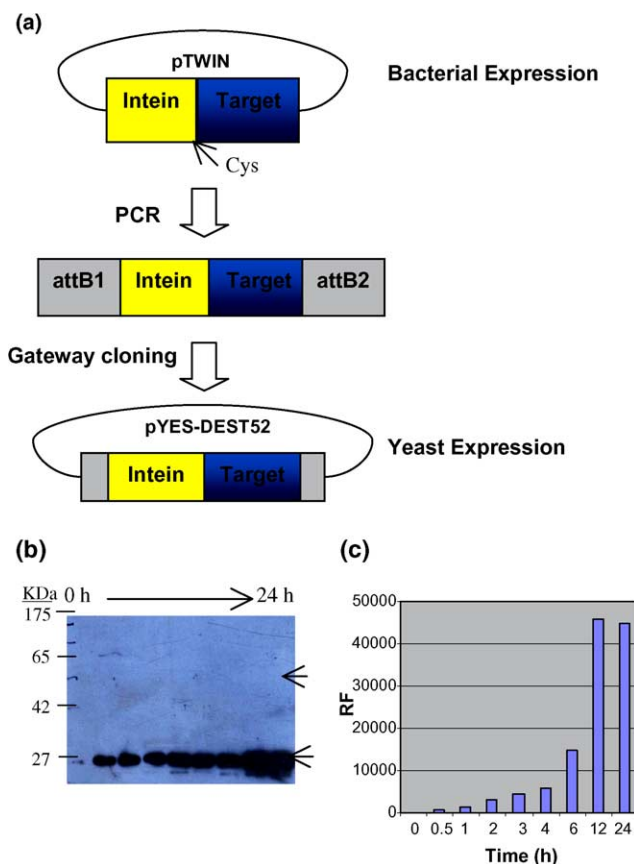 (a)
pTWIN
Bacterial Expression
Intein Target
Cys
PCR
attB1 Intein Target attB2
Gateway cloning
pYES-DEST52
Yeast Expression
Intein Target
(b)
KDa 0 h 24 h
175
65
42
27
(c)
50000
40000
30000
20000
10000
0
RF
0 0.5 1 2 3 4 6 12 24
Time (h)